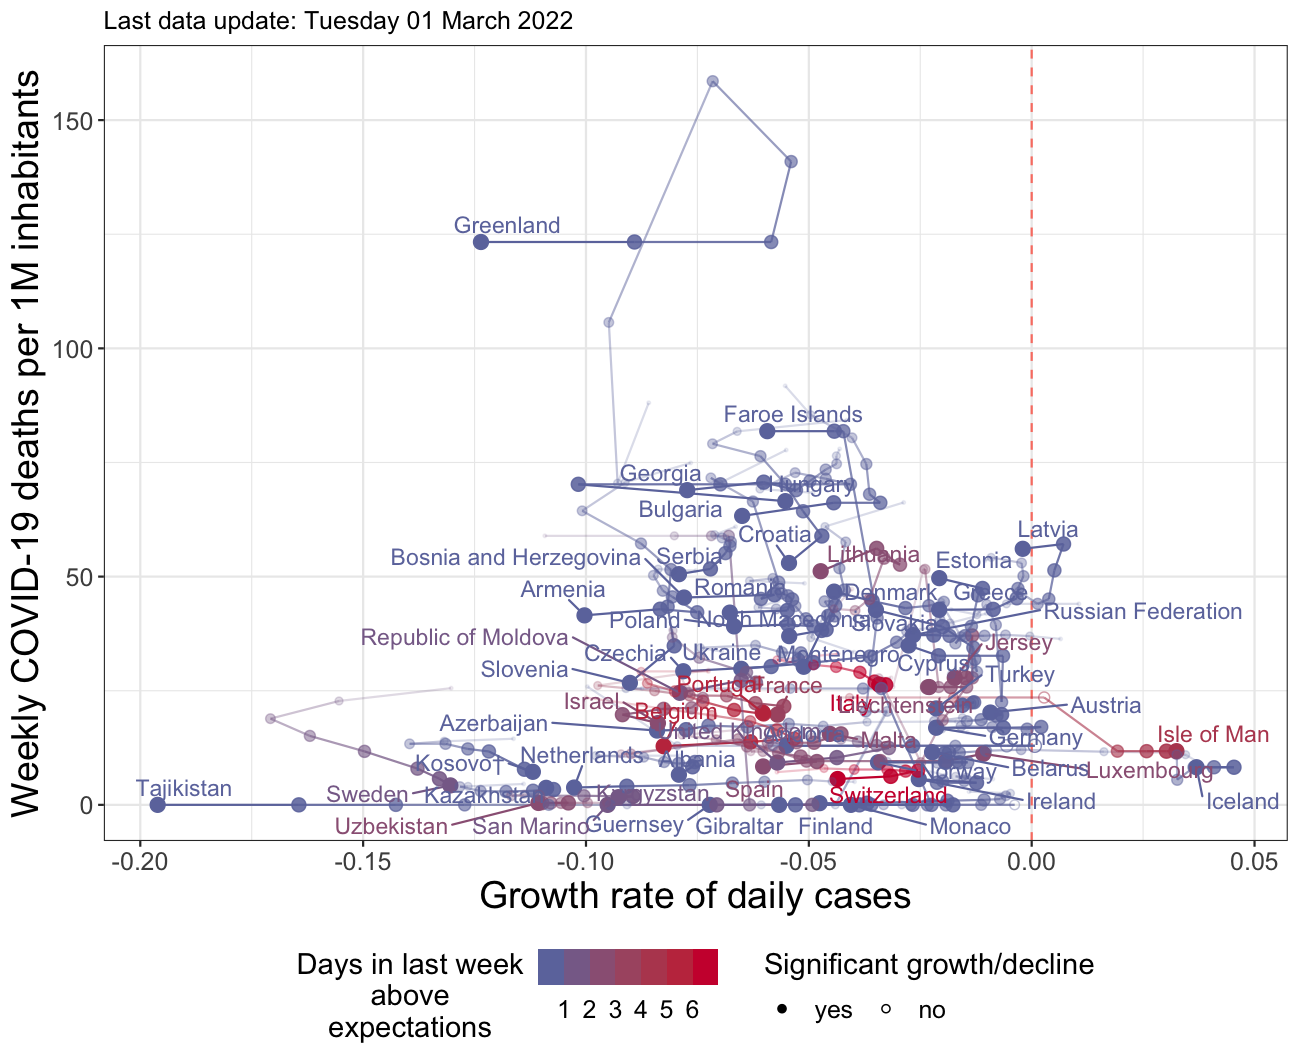 Last data update: Tuesday 01 March 2022
Weekly COVID-19 deaths per 1M inhabitants
150
100
50
0
Greenland
Faroe Islands
Georgia
Hungary
Bulgaria
Croatia
Latvia
Bosnia and Herzegovina
Serbia
Lithuania
Estonia
Armenia
Romania
Denmark
Greece
Poland
North Macedonia
Slovakia
Russian Federation
Republic of Moldova
Czechia
Ukraine
Montenegro
Cyprus
Jersey
Slovenia
Portugal
France
Turkey
Israel
Belgium
Italy
Liechtenstein
Austria
Azerbaijan
United Kingdom
Malta
Germany
Isle of Man
Kosovo
Netherlands
Albania
Norway
Belarus
Luxembourg
Tajikistan
Sweden
Kazakhstan
Kyrgyzstan
Spain
Switzerland
Ireland
Iceland
Uzbekistan
San Marino
Guernsey
Gibraltar
Finland
Monaco
-0.20 -0.15 -0.10 -0.05 0.00 0.05
Growth rate of daily cases
Days in last week
above
expectations
1 2 3 4 5 6
Significant growth/decline
yes no